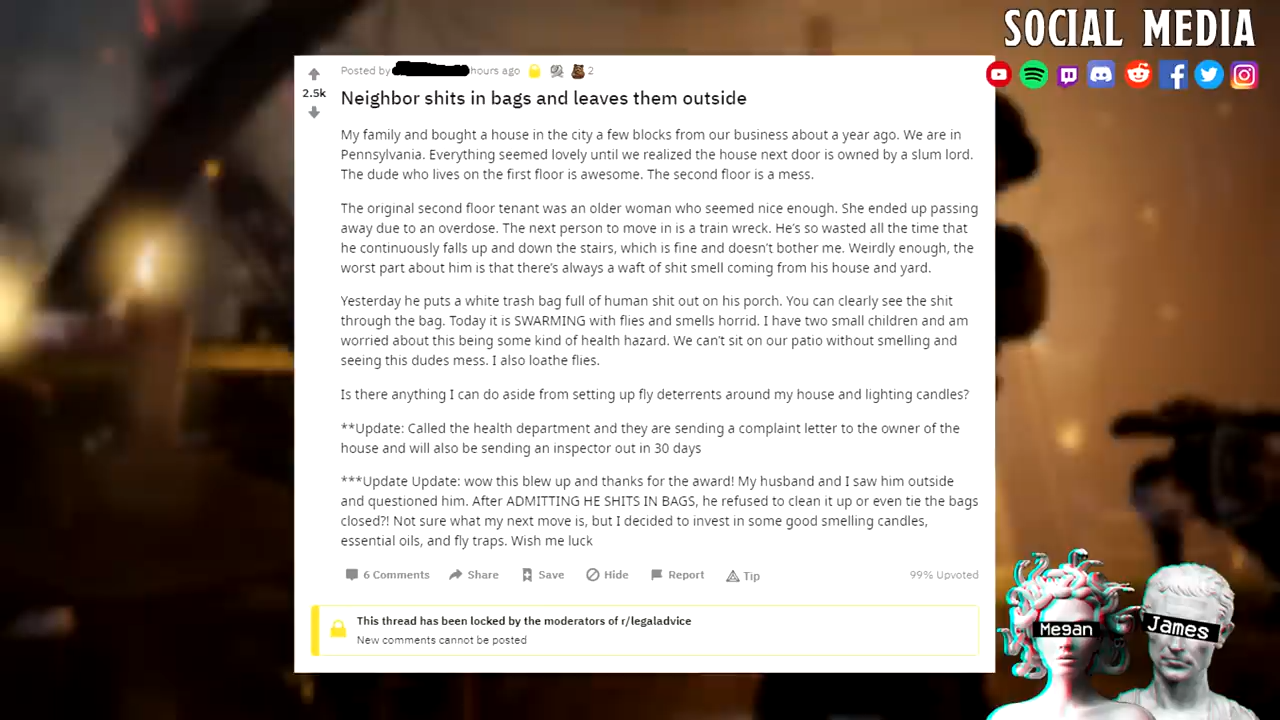 SOCIAL MEDIA
Posted by hours ago 2
2.5k
Neighbor shits in bags and leaves them outside
My family and bought a house in the city a few blocks from our business about a year ago. We are in
Pennsylvania. Everything seemed lovely until we realized the house next door is owned by a slum lord.
The dude who lives on the first floor is awesome. The second floor is a mess.
The original second floor tenant was an older woman who seemed nice enough. She ended up passing
away due to an overdose. The next person to move in is a train wreck. He's so wasted all the time that
he continuously falls up and down the stairs, which is fine and doesn't bother me. Weirdly enough, the
worst part about him is that there's always a waft of shit smell coming from his house and yard.
Yesterday he puts a white trash bag full of human shit out on his porch. You can clearly see the shit
through the bag. Today it is SWARMING with flies and smells horrid. I have two small children and am
worried about this being some kind of health hazard. We can't sit on our patio without smelling and
seeing this dudes mess. I also loathe flies.
Is there anything I can do aside from setting up fly deterrents around my house and lighting candles?
**Update: Called the health department and they are sending a complaint letter to the owner of the
house and will also be sending an inspector out in 30 days
***Update Update: wow this blew up and thanks for the award! My husband and I saw him outside
and questioned him. After ADMITTING HE SHITS IN BAGS, he refused to clean it up or even tie the bags
closed?! Not sure what my next move is, but I decided to invest in some good smelling candles,
essential oils, and fly traps. Wish me luck
6 Comments Share Save Hide Report Tip 99% Upvoted
This thread has been locked by the moderators of r/legaladvice
New comments cannot be posted
Megan
James